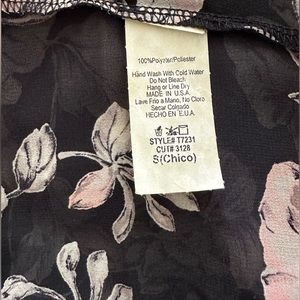 100%Polyester/Poliester
Hand Wash With Cold Water
Do Not Bleach
Hang or Line Dry
MADE IN U.S.A.
Lave Frio a Mano, No Cloro
Secar Colgado
HECHO EN E.U.A.
STYLE# T7231
CUT# 3128
S(Chico)